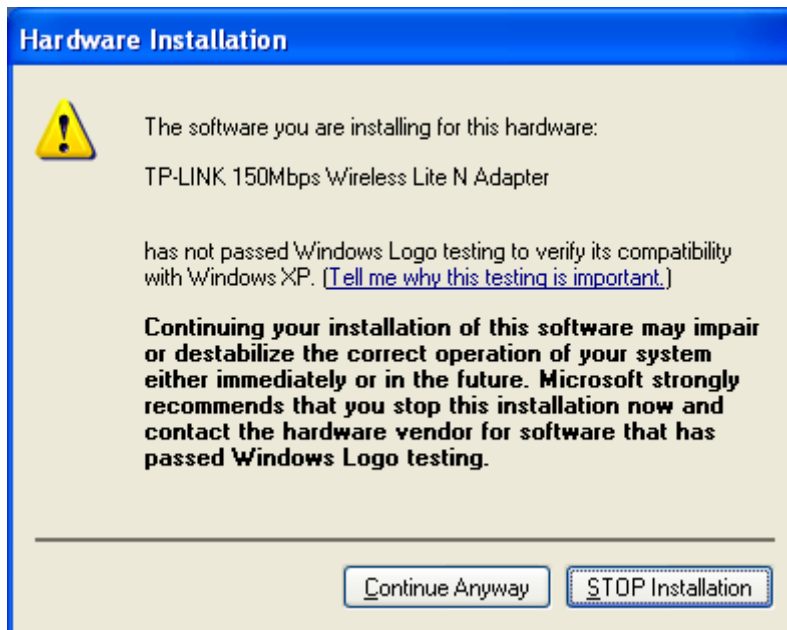 Hardware Installation
The software you are installing for this hardware:
TP-LINK 150Mbps Wireless Lite N Adapter
has not passed Windows Logo testing to verify its compatibility
with Windows XP. (Tell me why this testing is important.)
Continuing your installation of this software may impair
or destabilize the correct operation of your system
either immediately or in the future. Microsoft strongly
recommends that you stop this installation now and
contact the hardware vendor for software that has
passed Windows Logo testing.
Continue Anyway
STOP Installation